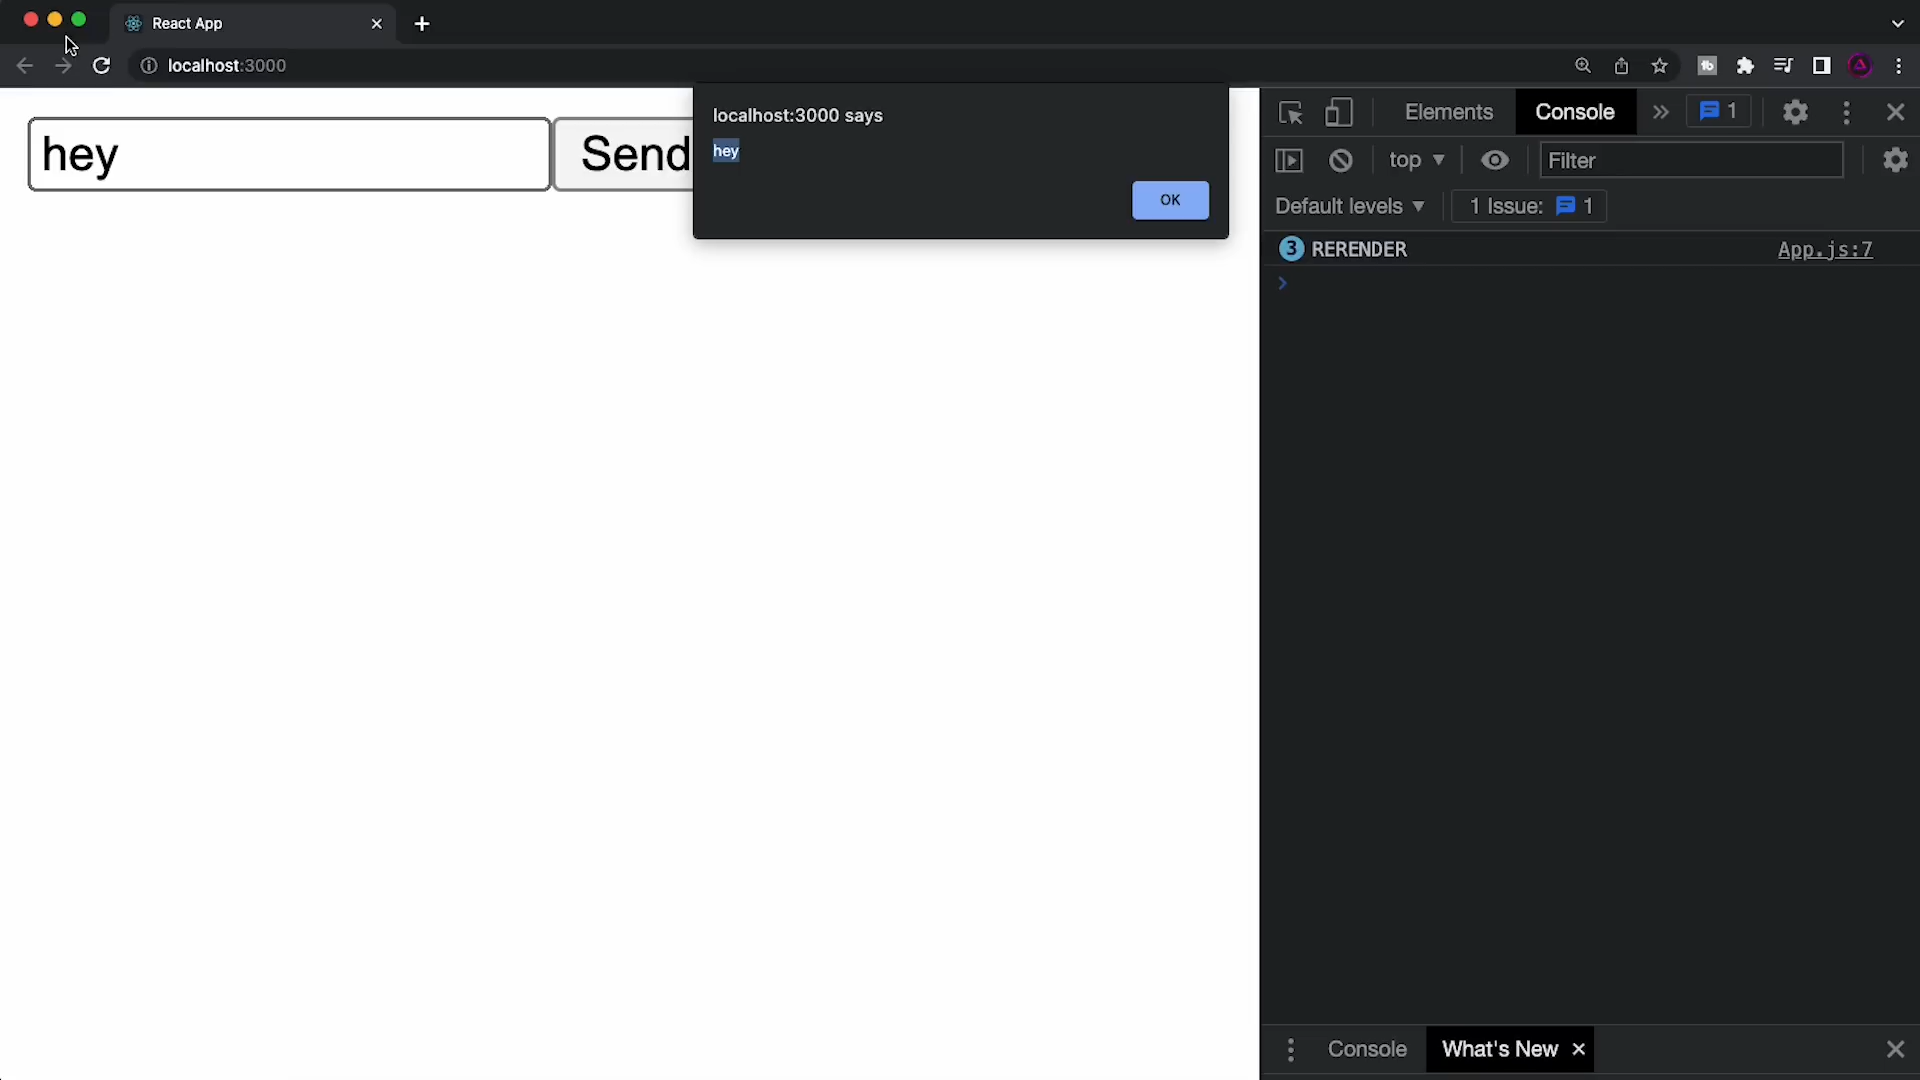 React App
localhost:3000
hey
Send
localhost:3000 says
hey
OK
Elements
Console
1
top
Filter
Default levels
1 Issue: 1
3 RERENDER App.js:7
Console
What's New